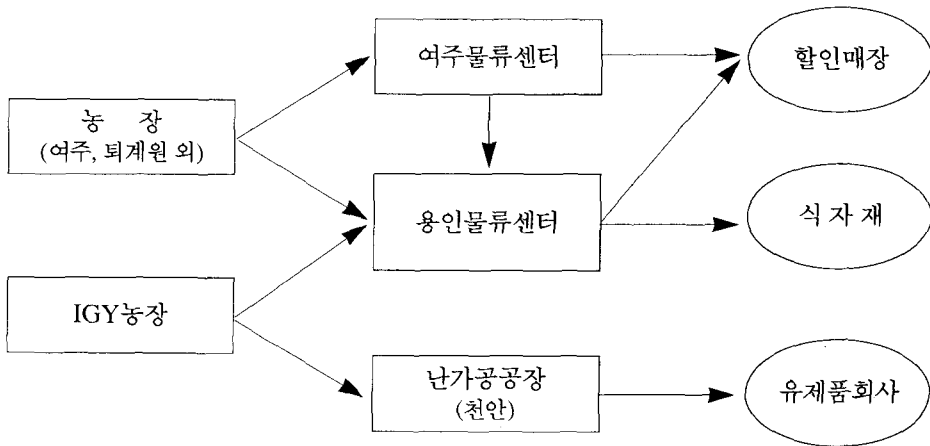 여주물류센터
할인매장
농 장
(여주, 퇴계원 외)
용인물류센터
식 자 재
IGY농장
난가공공장
(천안)
유제품회사